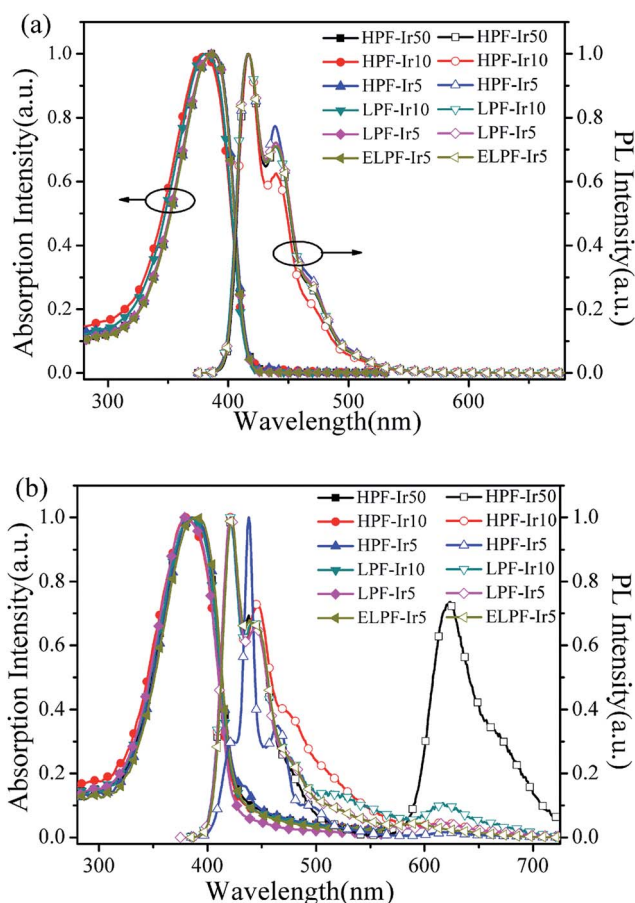 (a)
1.0
0.8
0.6
0.4
0.2
0.0
Absorption Intensity(a.u.)
HPF-Ir50 HPF-Ir50
HPF-Ir10 HPF-Ir10
HPF-Ir5 HPF-Ir5
LPF-Ir10 LPF-Ir10
LPF-Ir5 LPF-Ir5
ELPF-Ir5 ELPF-Ir5
1.0
0.8
0.6
0.4
0.2
0.0
PL Intensity(a.u.)
300 400 500 600
Wavelength(nm)
(b)
1.0
0.8
0.6
0.4
0.2
0.0
Absorption Intensity(a.u.)
HPF-Ir50 HPF-Ir50
HPF-Ir10 HPF-Ir10
HPF-Ir5 HPF-Ir5
LPF-Ir10 LPF-Ir10
LPF-Ir5 LPF-Ir5
ELPF-Ir5 ELPF-Ir5
1.0
0.8
0.6
0.4
0.2
0.0
PL Intensity(a.u.)
300 400 500 600 700
Wavelength(nm)